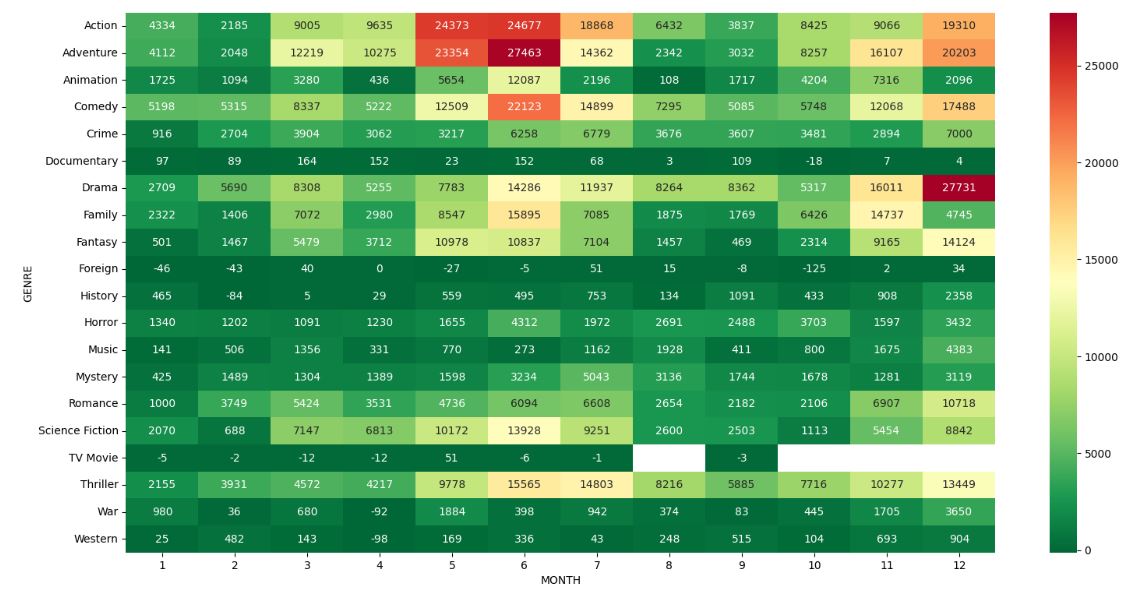 Action 4334 2185 9005 9635 24373 24677 18868 6432 3837 8425 9066 19310
Adventure 4112 2048 12219 10275 23354 27463 14362 2342 3032 8257 16107 20203
25000
Animation 1725 1094 3280 436 5654 12087 2196 108 1717 4204 7316 2096
Comedy 5198 5315 8337 5222 12509 22123 14899 7295 5085 5748 12068 17488
Crime 916 2704 3904 3062 3217 6258 6779 3676 3607 3481 2894 7000
Documentary 97 89 164 152 23 152 68 3 109 -18 7 4
20000
Drama 2709 5690 8308 5255 7783 14286 11937 8264 8362 5317 16011 27731
Family 2322 1406 7072 2980 8547 15895 7085 1875 1769 6426 14737 4745
Fantasy 501 1467 5479 3712 10978 10837 7104 1457 469 2314 9165 14124
15000
GENRE
Foreign -46 -43 40 0 -27 -5 51 15 -8 -125 2 34
History 465 -84 5 29 559 495 753 134 1091 433 908 2358
Horror 1340 1202 1091 1230 1655 4312 1972 2691 2488 3703 1597 3432
Music 141 506 1356 331 770 273 1162 1928 411 800 1675 4383
10000
Mystery 425 1489 1304 1389 1598 3234 5043 3136 1744 1678 1281 3119
Romance 1000 3749 5424 3531 4736 6094 6608 2654 2182 2106 6907 10718
Science Fiction 2070 688 7147 6813 10172 13928 9251 2600 2503 1113 5454 8842
5000
TV Movie -5 -2 -12 -12 51 -6 -1 -3
Thriller 2155 3931 4572 4217 9778 15565 14803 8216 5885 7716 10277 13449
War 980 36 680 -92 1884 398 942 374 83 445 1705 3650
Western 25 482 143 -98 169 336 43 248 515 104 693 904
0
1 2 3 4 5 6 7 8 9 10 11 12
MONTH